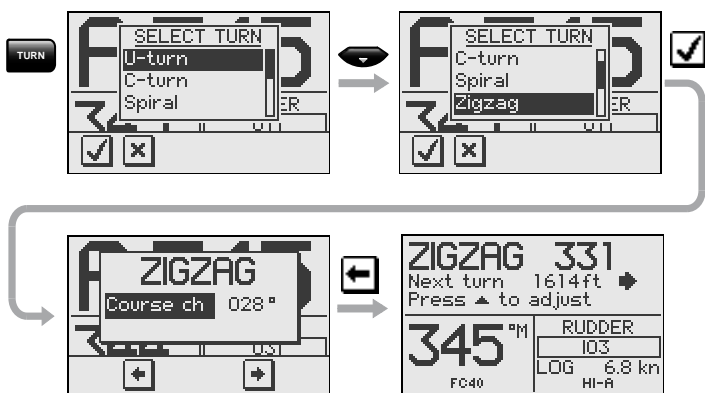 TURN
SELECT TURN
U-turn
C-turn
Spiral
SELECT TURN
C-turn
Spiral
Zigzag
ZIGZAG
Course ch 028°
ZIGZAG 331
Next turn 1614ft
Press ▲ to adjust
345 °M
FC40
RUDDER
103
LOG 6.8 kn
HI-A